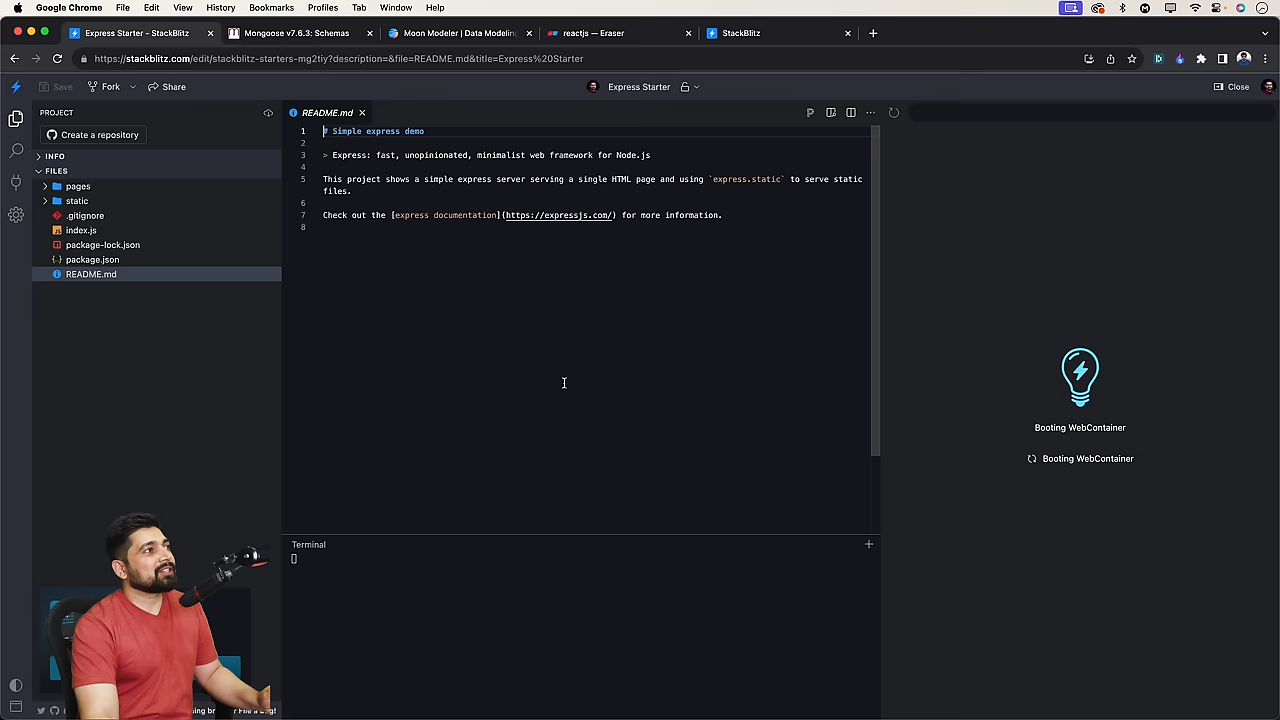 Google Chrome File Edit View History Bookmarks Profiles Tab Window Help
Express Starter - StackBlitz
Mongoose v7.6.3: Schemas
Moon Modeler | Data Modeling
reactjs — Eraser
StackBlitz
https://stackblitz.com/edit/stackblitz-starters-mg2tiy?description=&file=README.md&title=Express%20Starter
Save Fork Share
Express Starter
Close
PROJECT
Create a repository
INFO
FILES
pages
static
.gitignore
index.js
package-lock.json
package.json
README.md
README.md
1 # Simple express demo
2
3 > Express: fast, unopinionated, minimalist web framework for Node.js
4
5 This project shows a simple express server serving a single HTML page and using `express.static` to serve static
files.
6
7 Check out the [express documentation](https://expressjs.com/) for more information.
8
Terminal
Booting WebContainer
Booting WebContainer